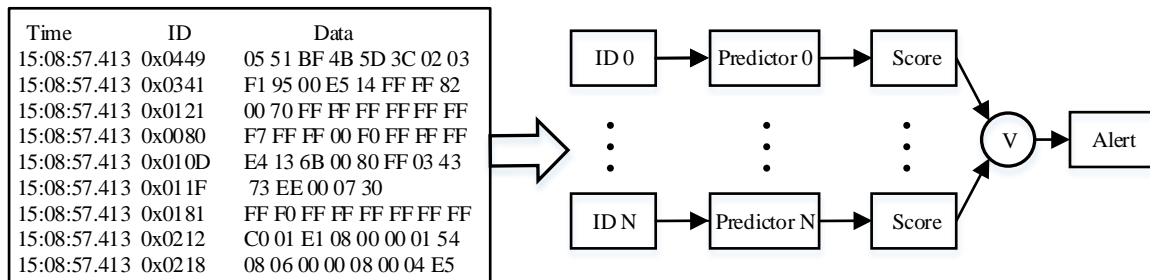 Time ID Data
15:08:57.413 0x0449 05 51 BF 4B 5D 3C 02 03
15:08:57.413 0x0341 F1 95 00 E5 14 FF FF 82
15:08:57.413 0x0121 00 70 FF FF FF FF FF FF
15:08:57.413 0x0080 F7 FF FF 00 F0 FF FF FF
15:08:57.413 0x010D E4 13 6B 00 80 FF 03 43
15:08:57.413 0x011F 73 EE 00 07 30
15:08:57.413 0x0181 FF F0 FF FF FF FF FF FF
15:08:57.413 0x0212 C0 01 E1 08 00 00 01 54
15:08:57.413 0x0218 08 06 00 00 08 00 04 E5
ID 0 Predictor 0 Score
V Alert
ID N Predictor N Score